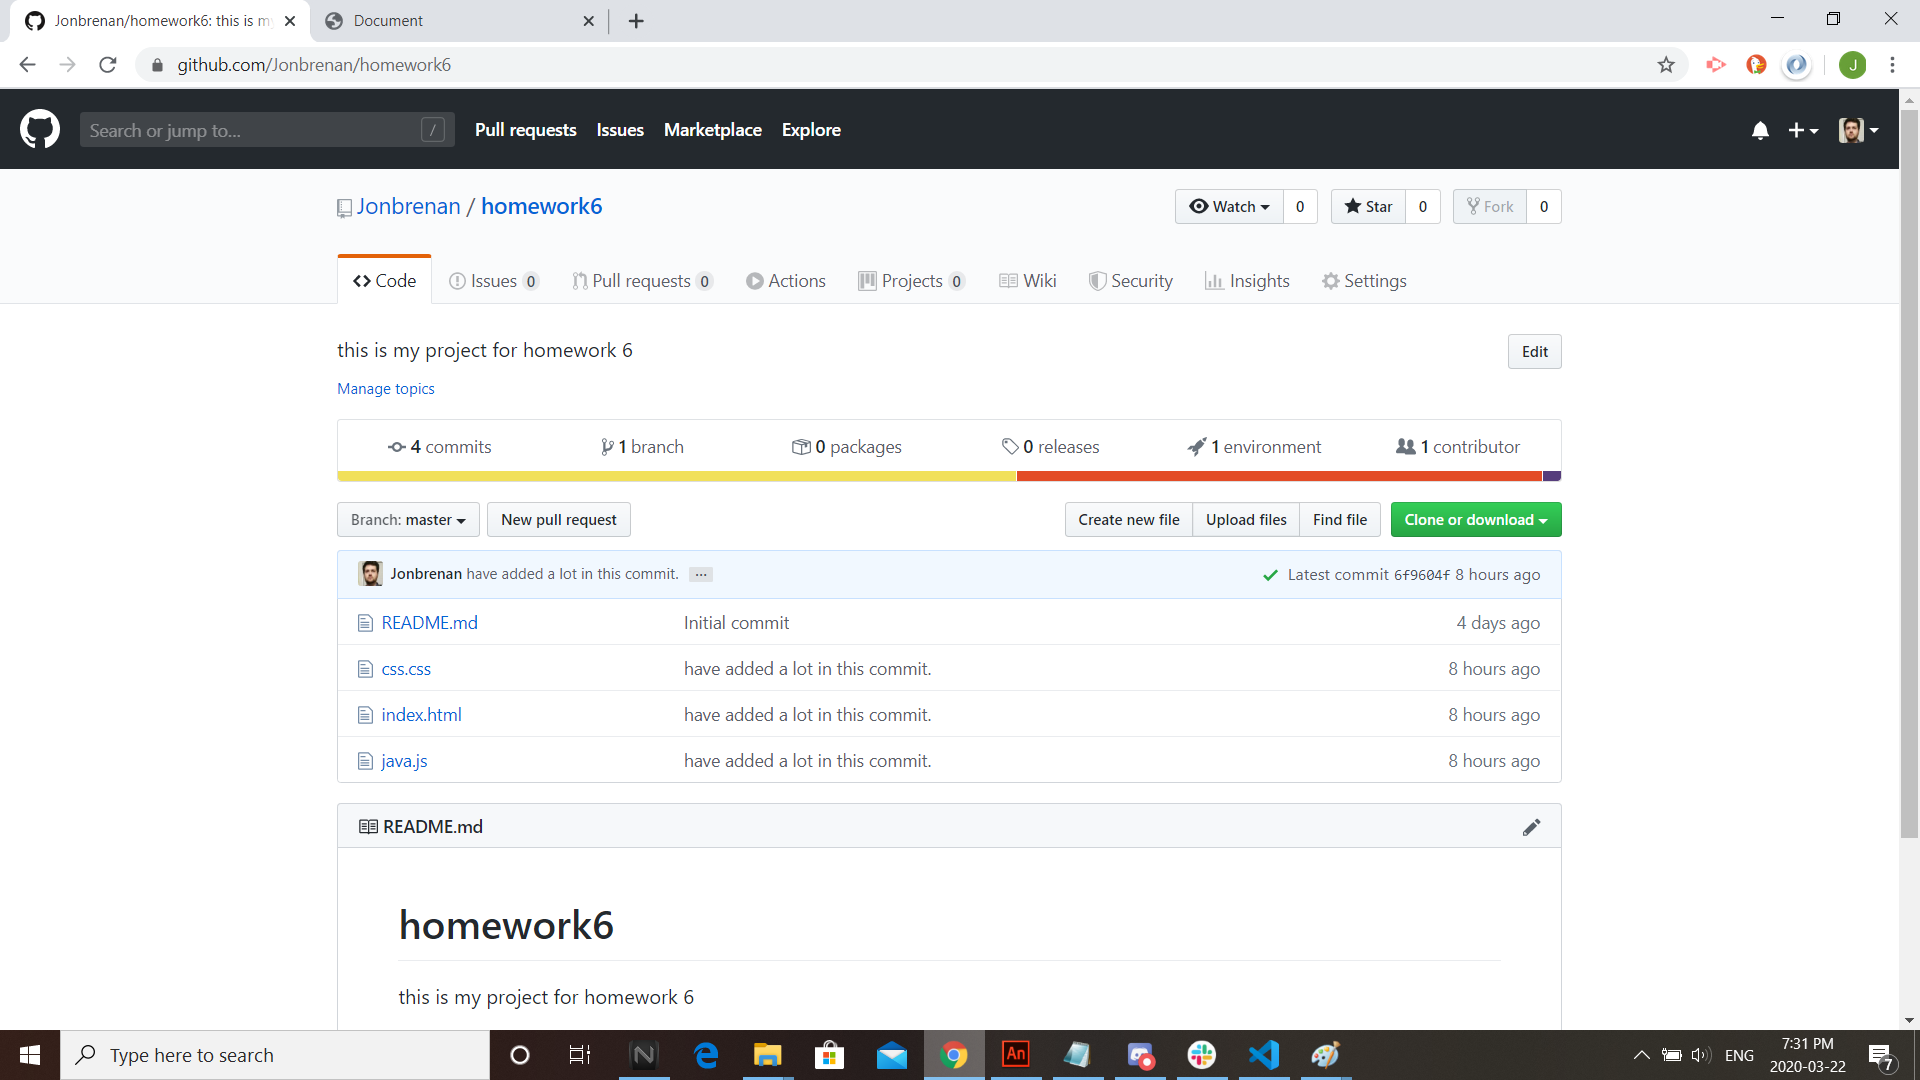 Jonbrenan/homework6: this is my
Document
github.com/Jonbrenan/homework6
J
Search or jump to...
/
Pull requests
Issues
Marketplace
Explore
Jonbrenan / homework6
Watch 0
Star 0
Fork 0
Code
Issues 0
Pull requests 0
Actions
Projects 0
Wiki
Security
Insights
Settings
this is my project for homework 6
Edit
Manage topics
4 commits
1 branch
0 packages
0 releases
1 environment
1 contributor
Branch: master
New pull request
Create new file
Upload files
Find file
Clone or download
Jonbrenan have added a lot in this commit. ...
Latest commit 6f9604f 8 hours ago
README.md Initial commit 4 days ago
css.css have added a lot in this commit. 8 hours ago
index.html have added a lot in this commit. 8 hours ago
java.js have added a lot in this commit. 8 hours ago
README.md
homework6
this is my project for homework 6
Type here to search
N
An
ENG
7:31 PM
2020-03-22
7